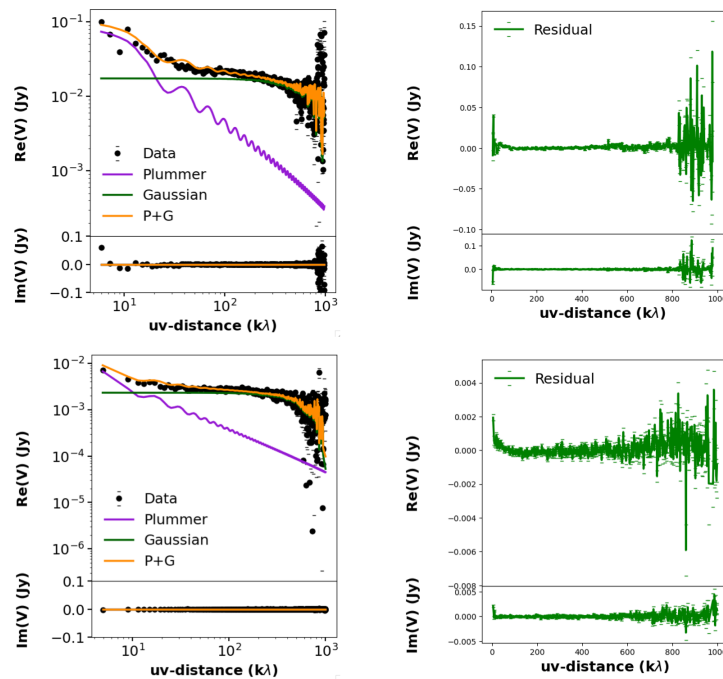 10⁻¹
10⁻²
10⁻³
Re(V) (Jy)
Data
Plummer
Gaussian
P+G
0.1
0.0
−0.1
Im(V) (Jy)
10¹ 10² 10³
uv-distance (kλ)
Residual
0.15
0.10
0.05
0.00
−0.05
−0.10
Re(V) (Jy)
0.1
0.0
Im(V) (Jy)
0 200 400 600 800 1000
uv-distance (kλ)
10⁻²
10⁻³
10⁻⁴
10⁻⁵
10⁻⁶
Re(V) (Jy)
Data
Plummer
Gaussian
P+G
0.1
0.0
−0.1
Im(V) (Jy)
10¹ 10² 10³
uv-distance (kλ)
Residual
0.004
0.002
0.000
−0.002
−0.004
−0.006
−0.008
Re(V) (Jy)
0.005
0.000
−0.005
Im(V) (Jy)
0 200 400 600 800 1000
uv-distance (kλ)